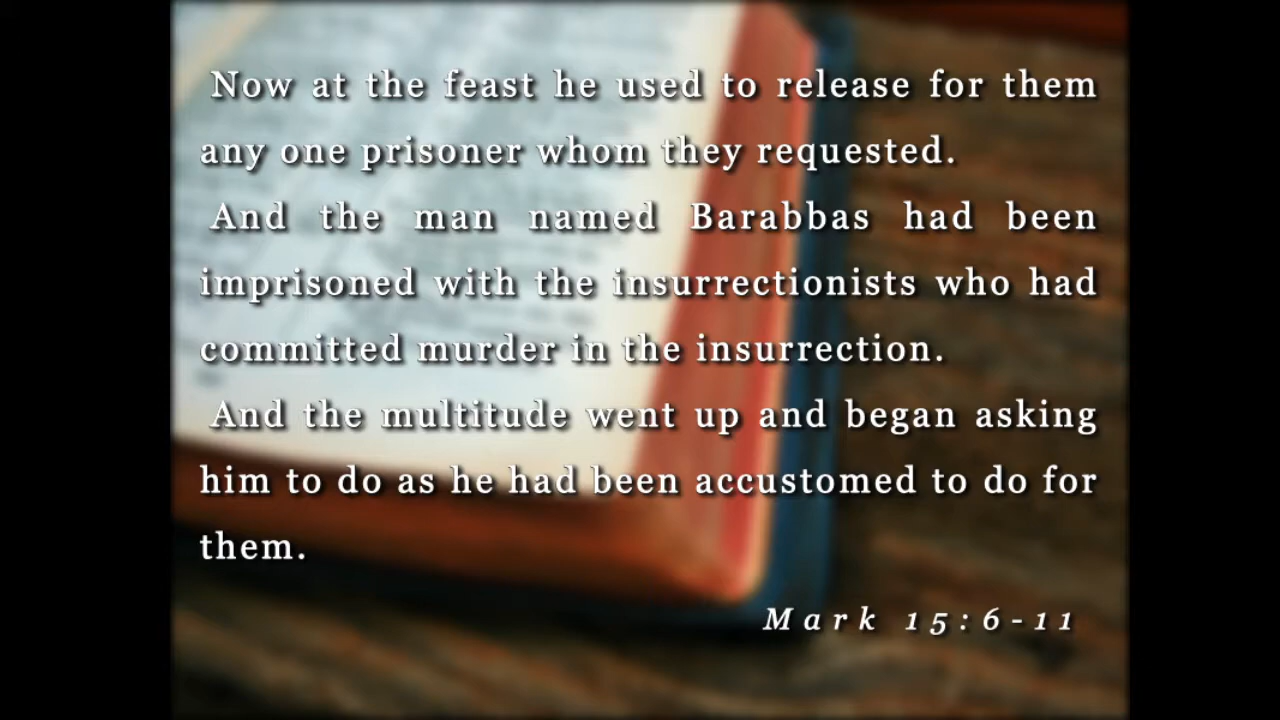 Now at the feast he used to release for them
any one prisoner whom they requested.
And the man named Barabbas had been
imprisoned with the insurrectionists who had
committed murder in the insurrection.
And the multitude went up and began asking
him to do as he had been accustomed to do for
them.
Mark 15:6-11